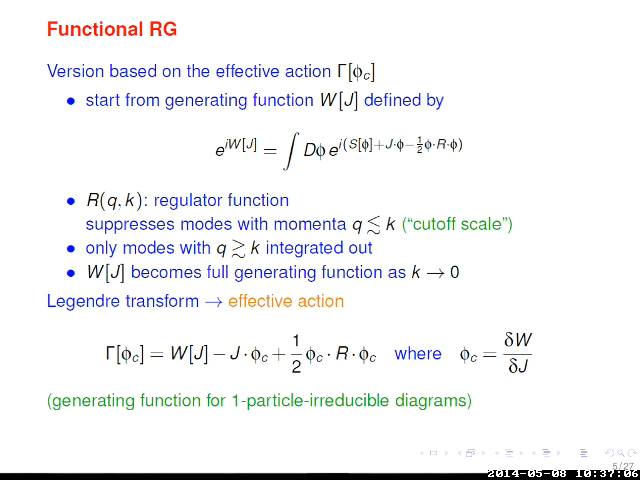 Functional RG
Version based on the effective action Γ[ϕ_c]
• start from generating function W[J] defined by
e^{iW[J]} = ∫ Dϕ e^{i(S[ϕ]+J·ϕ−½ϕ·R·ϕ)}
• R(q,k): regulator function
suppresses modes with momenta q ≲ k (“cutoff scale”)
• only modes with q ≳ k integrated out
• W[J] becomes full generating function as k → 0
Legendre transform → effective action
Γ[ϕ_c] = W[J] − J·ϕ_c + 1/2 ϕ_c·R·ϕ_c where ϕ_c = δW/δJ
(generating function for 1-particle-irreducible diagrams)
5/27
2014-05-08 10:37:06